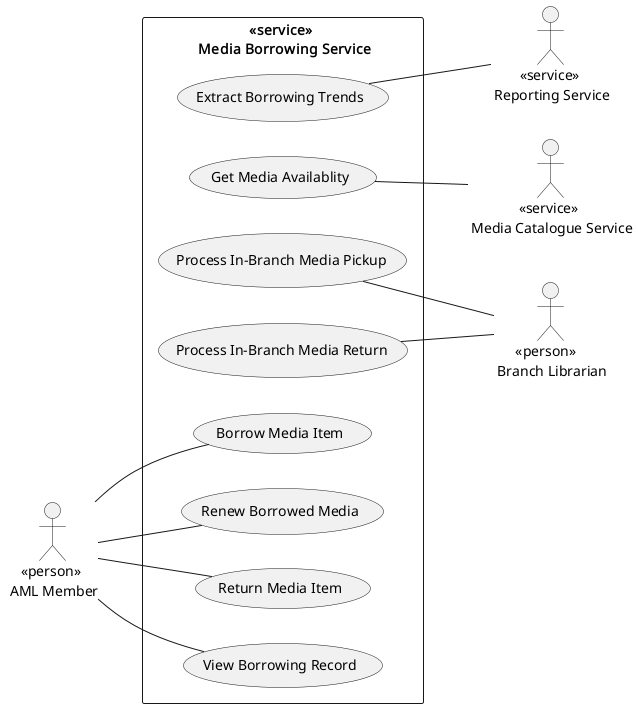 «service»
Media Borrowing Service
Extract Borrowing Trends
«service»
Reporting Service
Get Media Availablity
«service»
Media Catalogue Service
Process In-Branch Media Pickup
Process In-Branch Media Return
«person»
Branch Librarian
Borrow Media Item
Renew Borrowed Media
«person»
AML Member
Return Media Item
View Borrowing Record